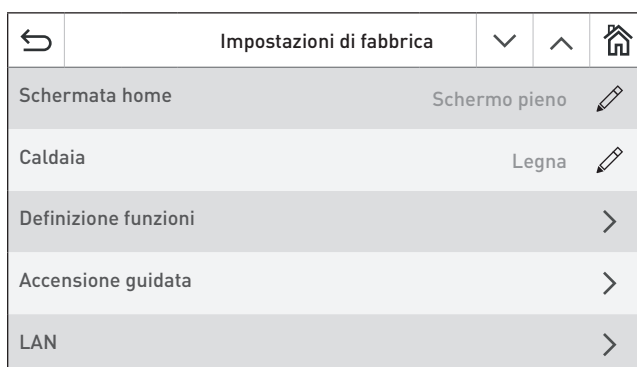 Impostazioni di fabbrica
Schermata home Schermo pieno
Caldaia Legna
Definizione funzioni
Accensione guidata
LAN